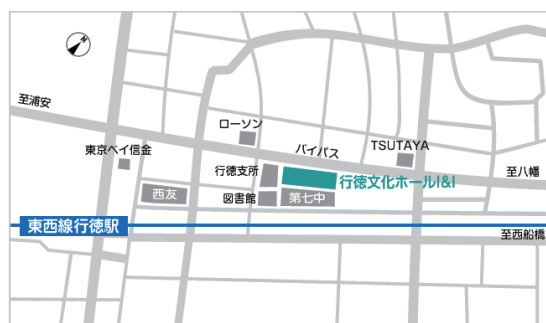 至浦安
ローソン
バイパス
TSUTAYA
東京ベイ信金
行徳支所
至八幡
行徳文化ホールI&I
西友
図書館
第七中
東西線行徳駅
至西船橋